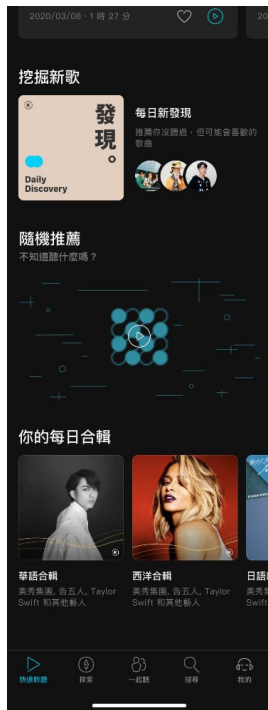 2020/03/08・1 時 27 分
20
挖掘新歌
發
現。
Daily
Discovery
每日新發現
推薦你沒聽過，但可能會喜歡的
歌曲
隨機推薦
不知道聽什麼嗎？
你的每日合輯
華語合輯
美秀集團, 告五人, Taylor
Swift 和其他藝人
西洋合輯
美秀集團, 告五人, Taylor
Swift 和其他藝人
日語
美秀
Swift
快速聆聽
探索
一起聽
搜尋
我的